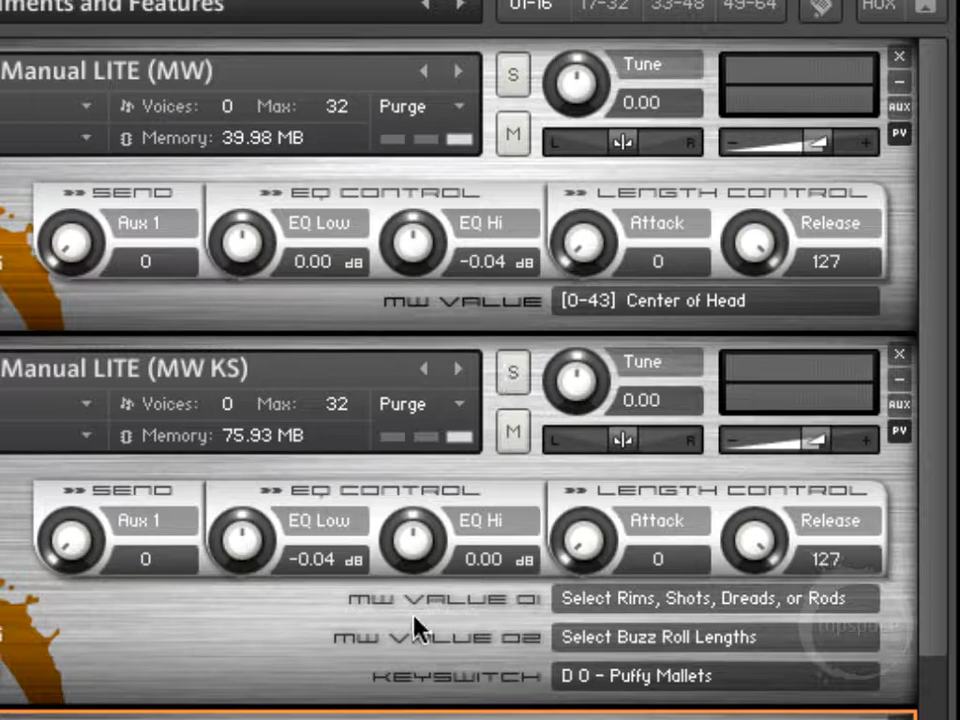 ments and Features
01-16 17-32 33-48 49-64
AUX
Manual LITE (MW)
S
Tune
Voices: 0 Max: 32 Purge
0.00
AUX
Memory: 39.98 MB
M
L R
- +
PV
SEND
EQ CONTROL
LENGTH CONTROL
Aux 1
EQ Low
EQ Hi
Attack
Release
0
0.00 dB
-0.04 dB
0
127
MW VALUE [0-43] Center of Head
Manual LITE (MW KS)
S
Tune
Voices: 0 Max: 32 Purge
0.00
AUX
Memory: 75.93 MB
M
L R
- +
PV
SEND
EQ CONTROL
LENGTH CONTROL
Aux 1
EQ Low
EQ Hi
Attack
Release
0
-0.04 dB
0.00 dB
0
127
MW VALUE 01 Select Rims, Shots, Dreads, or Rods
MW VALUE 02 Select Buzz Roll Lengths
KEYSWITCH D 0 - Puffy Mallets
tapspace